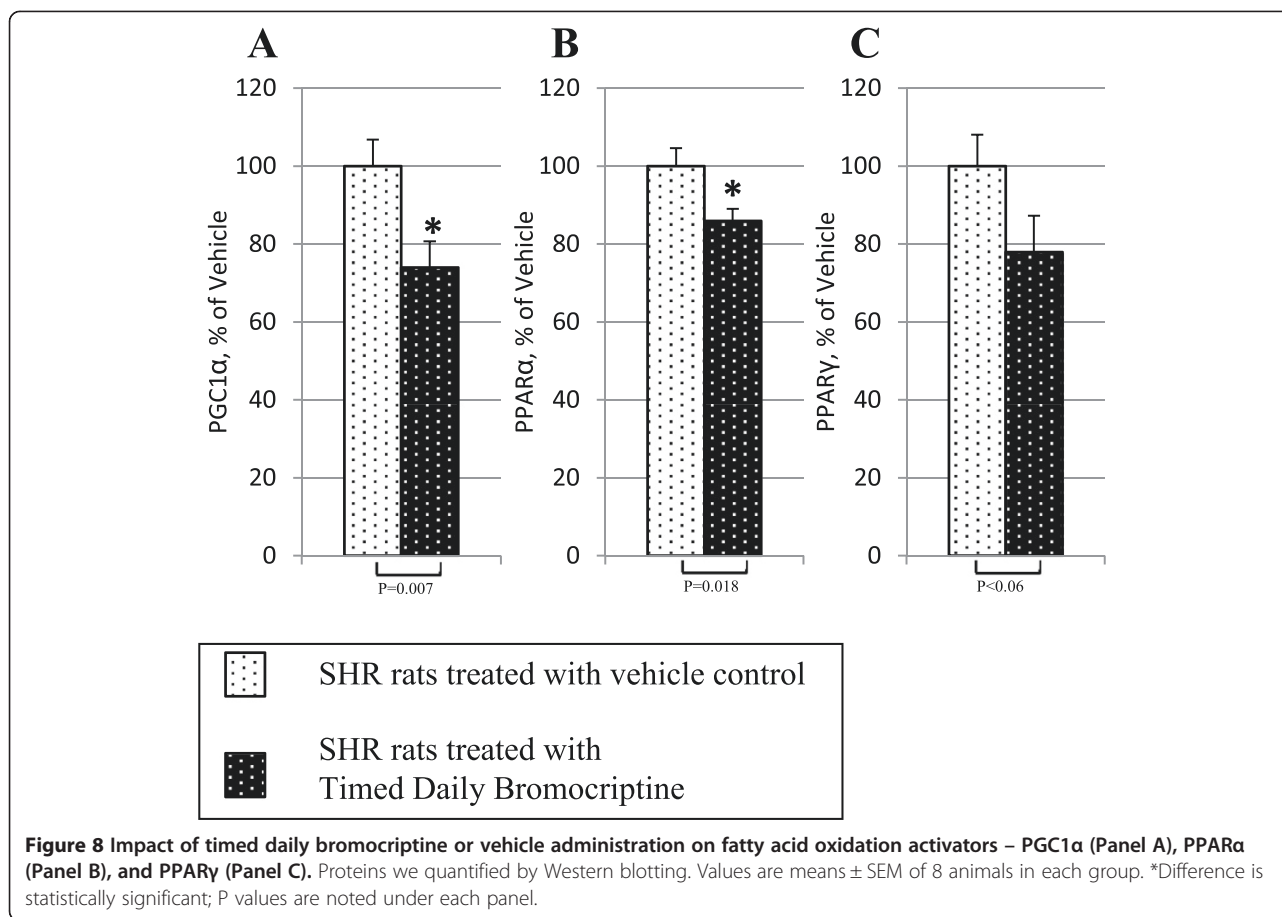 A B C
120 120 120
100 100 100
80 80 80
60 60 60
40 40 40
20 20 20
0 0 0
PGC1α, % of Vehicle
PPARα, % of Vehicle
PPARγ, % of Vehicle
* *
P=0.007 P=0.018 P<0.06
SHR rats treated with vehicle control
SHR rats treated with
Timed Daily Bromocriptine
Figure 8 Impact of timed daily bromocriptine or vehicle administration on fatty acid oxidation activators – PGC1α (Panel A), PPARα
(Panel B), and PPARγ (Panel C). Proteins we quantified by Western blotting. Values are means ± SEM of 8 animals in each group. *Difference is
statistically significant; P values are noted under each panel.